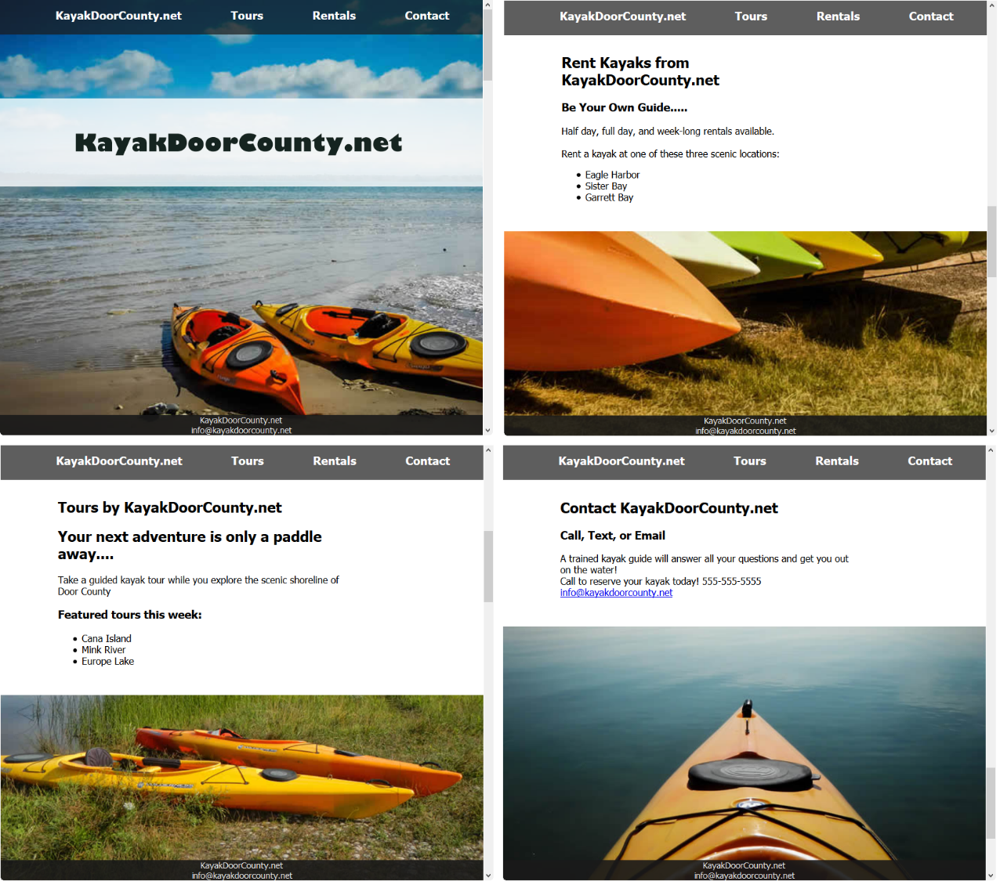 KayakDoorCounty.net Tours Rentals Contact
KayakDoorCounty.net
KayakDoorCounty.net
info@kayakdoorcounty.net
KayakDoorCounty.net Tours Rentals Contact
Rent Kayaks from
KayakDoorCounty.net
Be Your Own Guide.....
Half day, full day, and week-long rentals available.
Rent a kayak at one of these three scenic locations:
Eagle Harbor
Sister Bay
Garrett Bay
KayakDoorCounty.net
info@kayakdoorcounty.net
KayakDoorCounty.net Tours Rentals Contact
Tours by KayakDoorCounty.net
Your next adventure is only a paddle
away....
Take a guided kayak tour while you explore the scenic shoreline of
Door County
Featured tours this week:
Cana Island
Mink River
Europe Lake
KayakDoorCounty.net
info@kayakdoorcounty.net
KayakDoorCounty.net Tours Rentals Contact
Contact KayakDoorCounty.net
Call, Text, or Email
A trained kayak guide will answer all your questions and get you out
on the water!
Call to reserve your kayak today! 555-555-5555
info@kayakdoorcounty.net
KayakDoorCounty.net
info@kayakdoorcounty.net